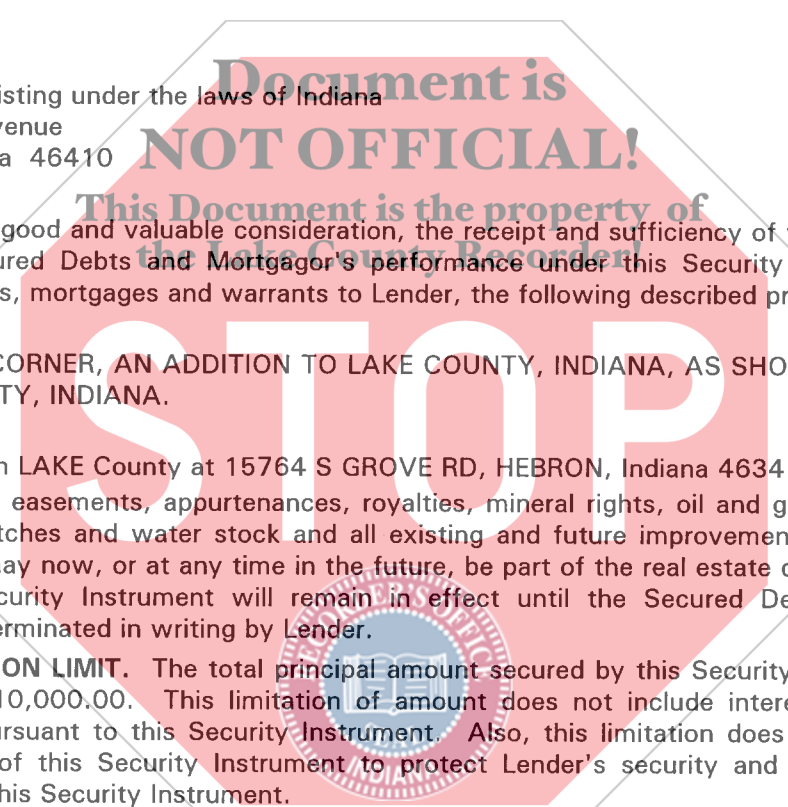 Document is
isting under the laws of Indiana
venue
NOT OFFICIAL!
a 46410
This Document is the property of
good and valuable consideration, the receipt and sufficiency of
ured Debts and Mortgagor's performance under this Security
the Lake County Recorder!
s, mortgages and warrants to Lender, the following described pr
STOP
CORNER, AN ADDITION TO LAKE COUNTY, INDIANA, AS SHO
TY, INDIANA.
n LAKE County at 15764 S GROVE RD, HEBRON, Indiana 4634
easements, appurtenances, royalties, mineral rights, oil and g
tches and water stock and all existing and future improvemen
ay now, or at any time in the future, be part of the real estate
curity Instrument will remain in effect until the Secured De
erminated in writing by Lender.
ON LIMIT. The total principal amount secured by this Security
10,000.00. This limitation of amount does not include intere
ursuant to this Security Instrument. Also, this limitation does
of this Security Instrument to protect Lender's security and
his Security Instrument.
RECORDER'S OFFICE
INDIANA